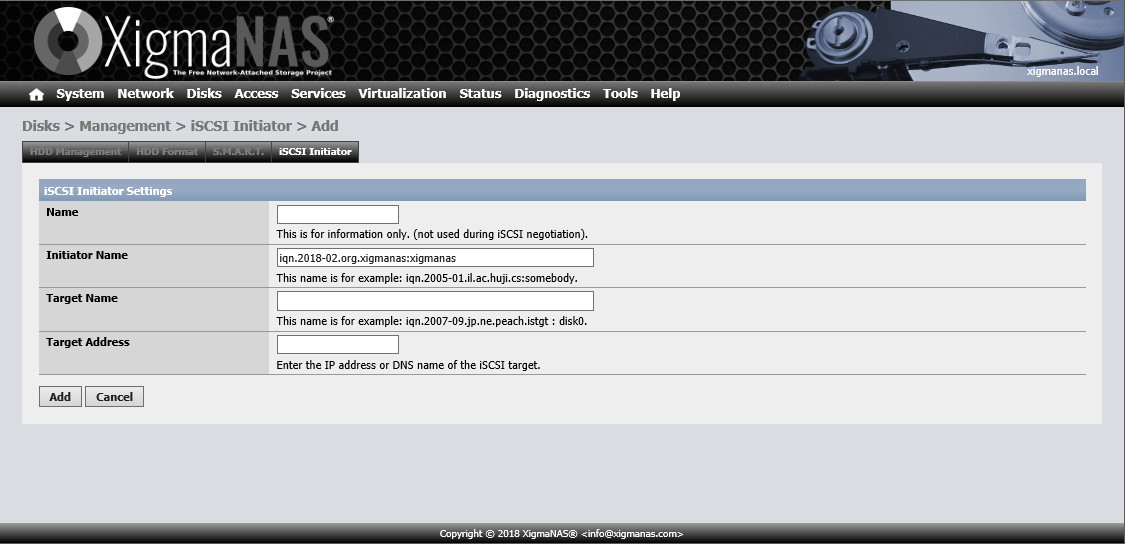 XigmaNAS®
The Free Network-Attached Storage Project
xigmanas.local
System Network Disks Access Services Virtualization Status Diagnostics Tools Help
Disks > Management > iSCSI Initiator > Add
HDD Management HDD Format S.M.A.R.T. iSCSI Initiator
iSCSI Initiator Settings
Name
This is for information only. (not used during iSCSI negotiation).
Initiator Name iqn.2018-02.org.xigmanas:xigmanas
This name is for example: iqn.2005-01.il.ac.huji.cs:somebody.
Target Name
This name is for example: iqn.2007-09.jp.ne.peach.istgt : disk0.
Target Address
Enter the IP address or DNS name of the iSCSI target.
Add Cancel
Copyright © 2018 XigmaNAS® <info@xigmanas.com>